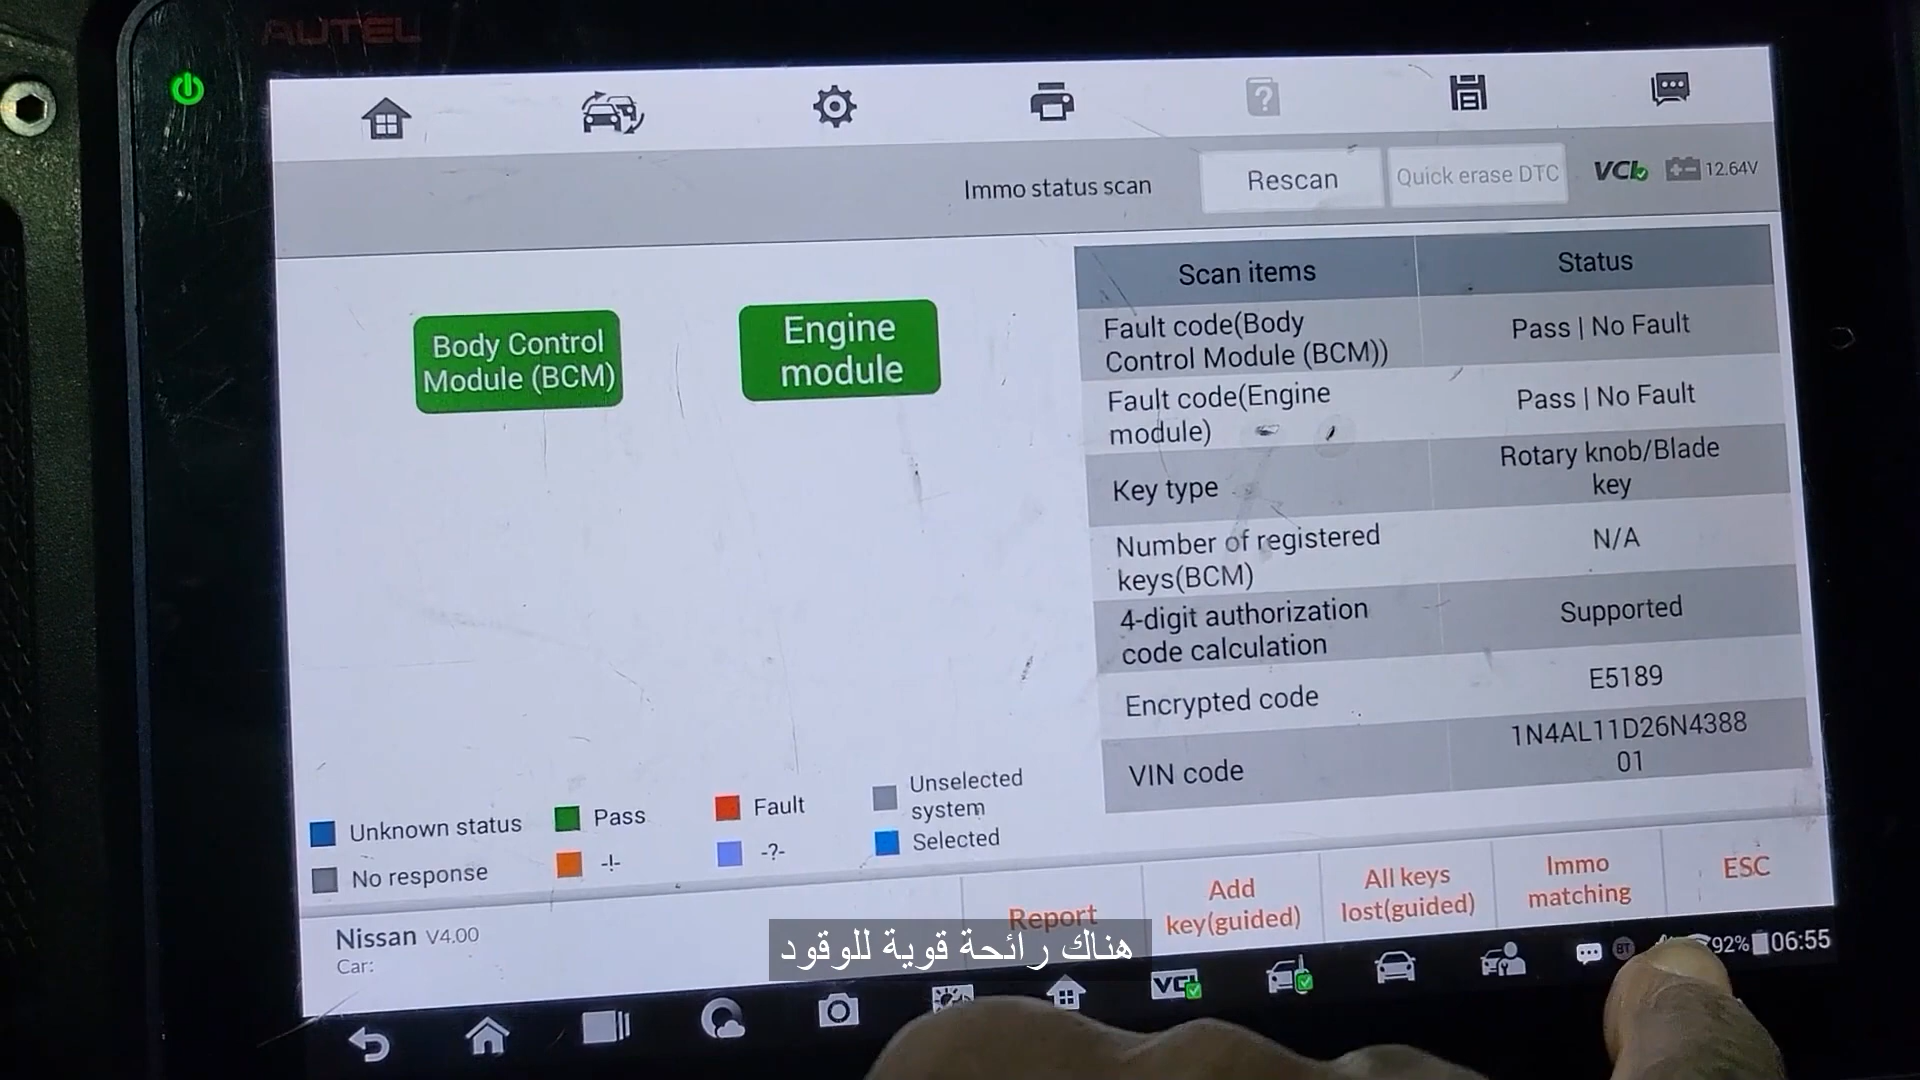 AUTEL
Immo status scan
Rescan
Quick erase DTC
VCI
12.64V
Body Control
Module (BCM)
Engine
module
Scan items
Status
Fault code(Body
Control Module (BCM))
Pass | No Fault
Fault code(Engine
module)
Pass | No Fault
Key type
Rotary knob/Blade
key
Number of registered
keys(BCM)
N/A
4-digit authorization
code calculation
Supported
Encrypted code
E5189
VIN code
1N4AL11D26N4388
01
Unknown status
Pass
Fault
Unselected
system
No response
-!-
-?-
Selected
Nissan V4.00
Car:
Report
Add
key(guided)
All keys
lost(guided)
Immo
matching
ESC
هناك رائحة قوية للوقود
VCI
BT
92%
06:55